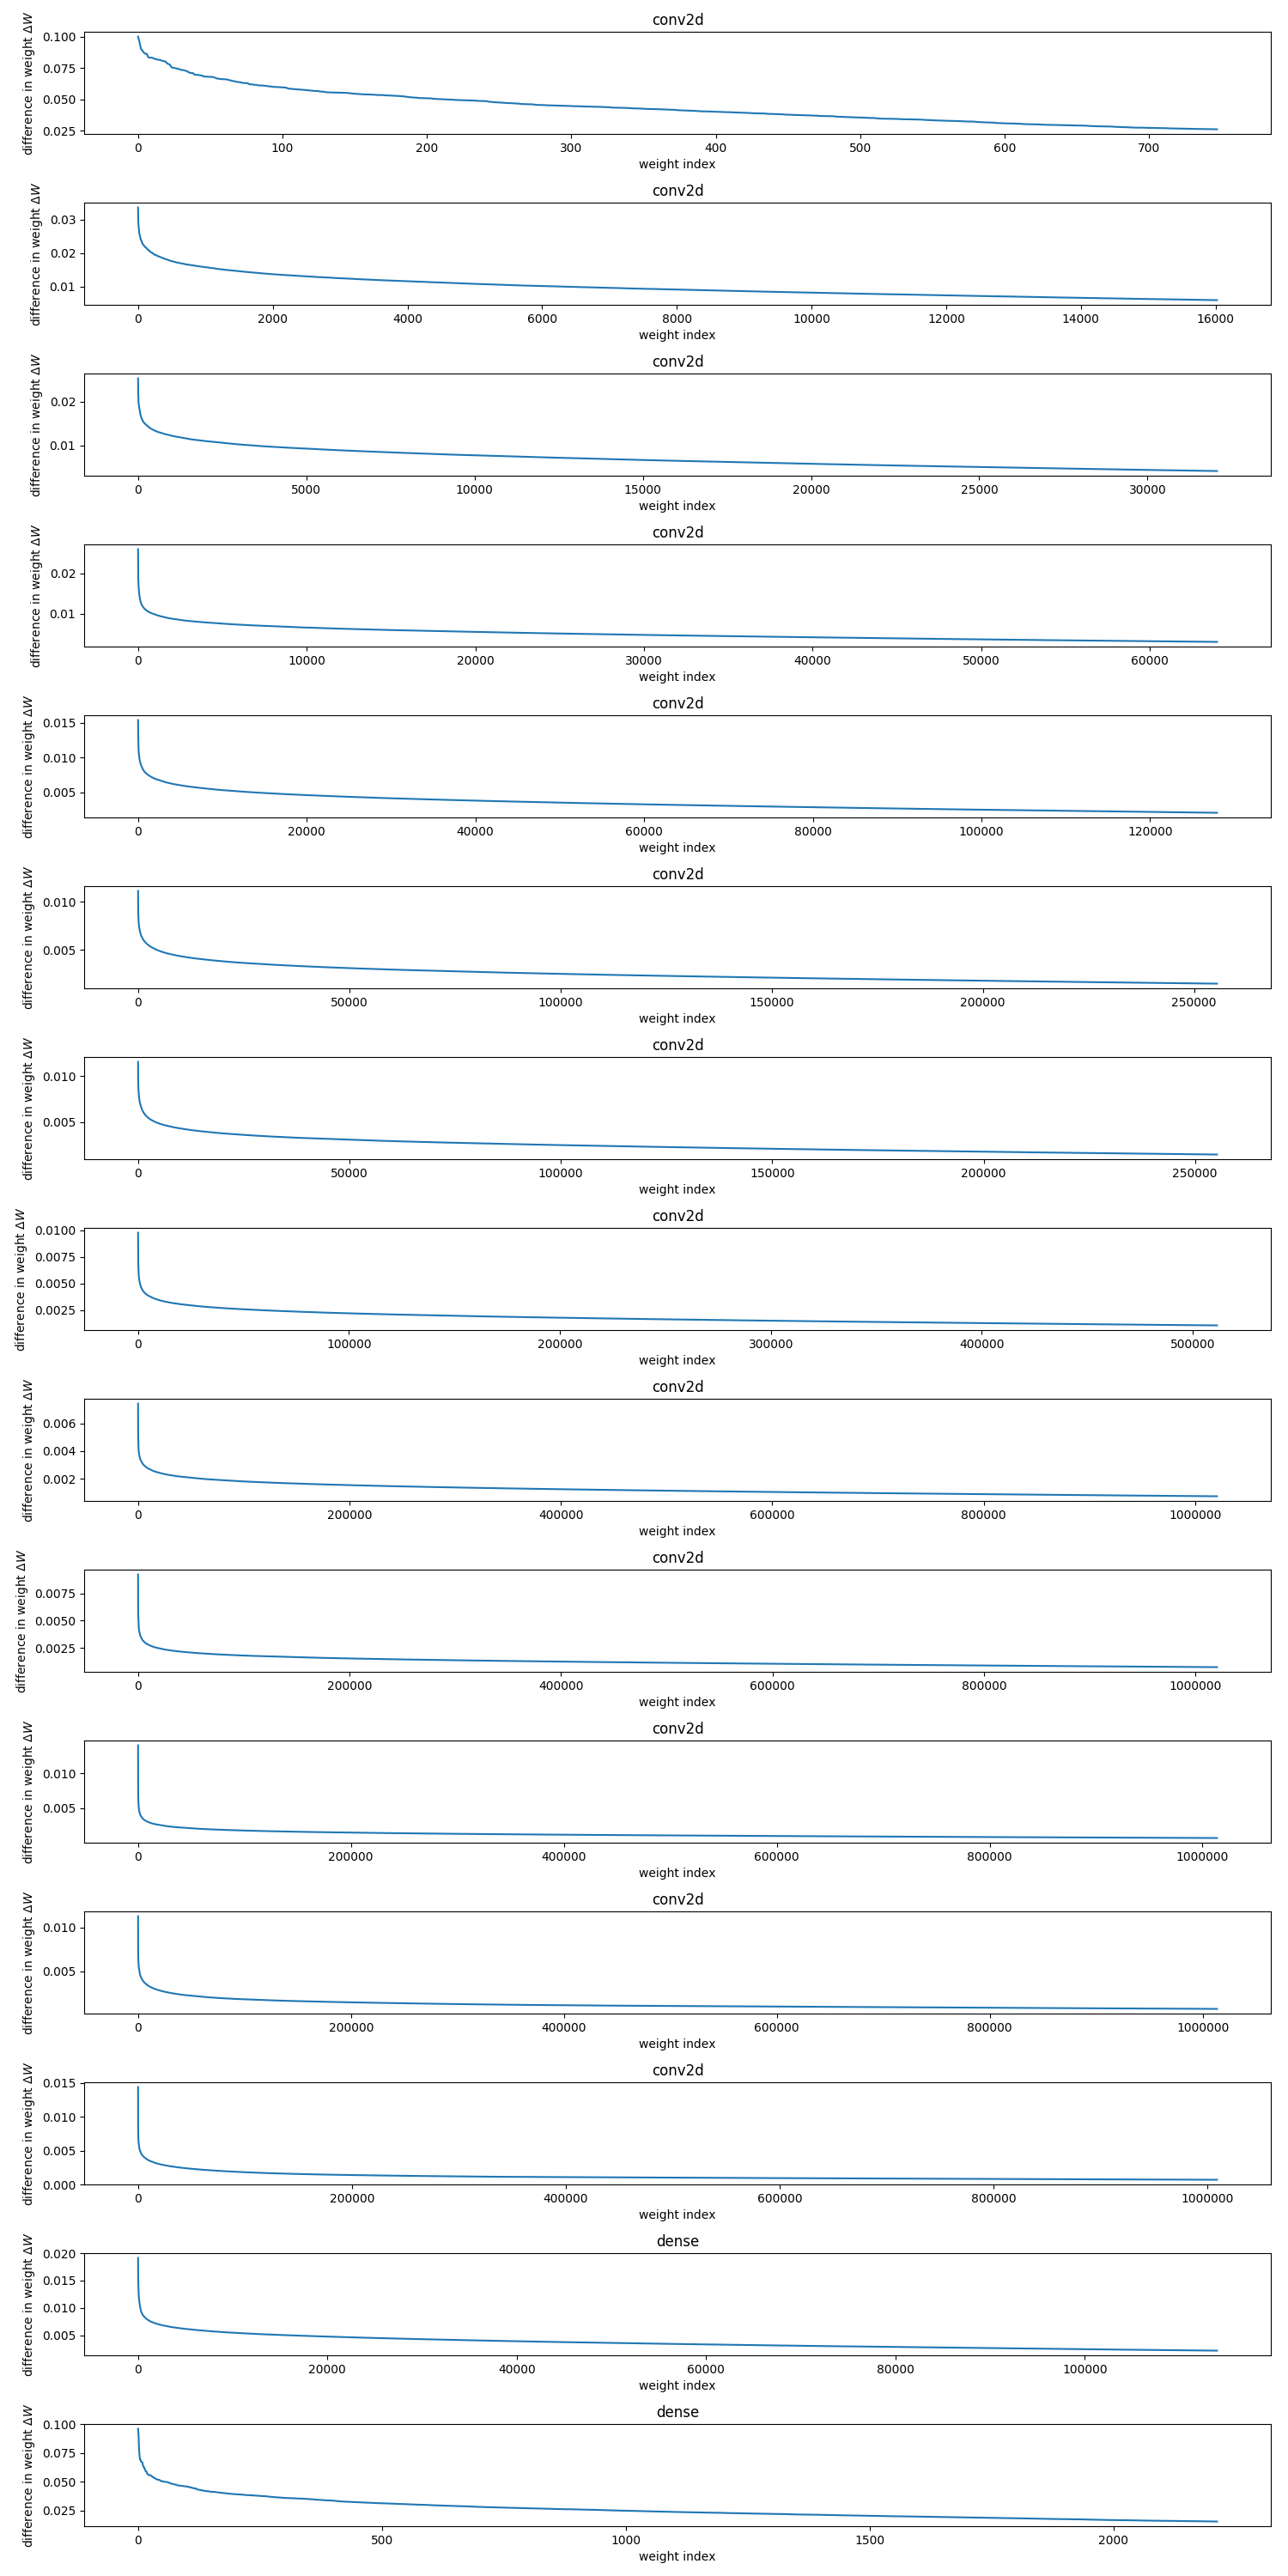 conv2d
difference in weight ΔW
0.100
0.075
0.050
0.025
0 100 200 300 400 500 600 700
weight index
conv2d
difference in weight ΔW
0.03
0.02
0.01
0 2000 4000 6000 8000 10000 12000 14000 16000
weight index
conv2d
difference in weight ΔW
0.02
0.01
0 5000 10000 15000 20000 25000 30000
weight index
conv2d
difference in weight ΔW
0.02
0.01
0 10000 20000 30000 40000 50000 60000
weight index
conv2d
difference in weight ΔW
0.015
0.010
0.005
0 20000 40000 60000 80000 100000 120000
weight index
conv2d
difference in weight ΔW
0.010
0.005
0 50000 100000 150000 200000 250000
weight index
conv2d
difference in weight ΔW
0.010
0.005
0 50000 100000 150000 200000 250000
weight index
conv2d
difference in weight ΔW
0.0100
0.0075
0.0050
0.0025
0 100000 200000 300000 400000 500000
weight index
conv2d
difference in weight ΔW
0.006
0.004
0.002
0 200000 400000 600000 800000 1000000
weight index
conv2d
difference in weight ΔW
0.0075
0.0050
0.0025
0 200000 400000 600000 800000 1000000
weight index
conv2d
difference in weight ΔW
0.010
0.005
0 200000 400000 600000 800000 1000000
weight index
conv2d
difference in weight ΔW
0.010
0.005
0 200000 400000 600000 800000 1000000
weight index
conv2d
difference in weight ΔW
0.015
0.010
0.005
0.000
0 200000 400000 600000 800000 1000000
weight index
dense
difference in weight ΔW
0.020
0.015
0.010
0.005
0 20000 40000 60000 80000 100000
weight index
dense
difference in weight ΔW
0.100
0.075
0.050
0.025
0 500 1000 1500 2000
weight index